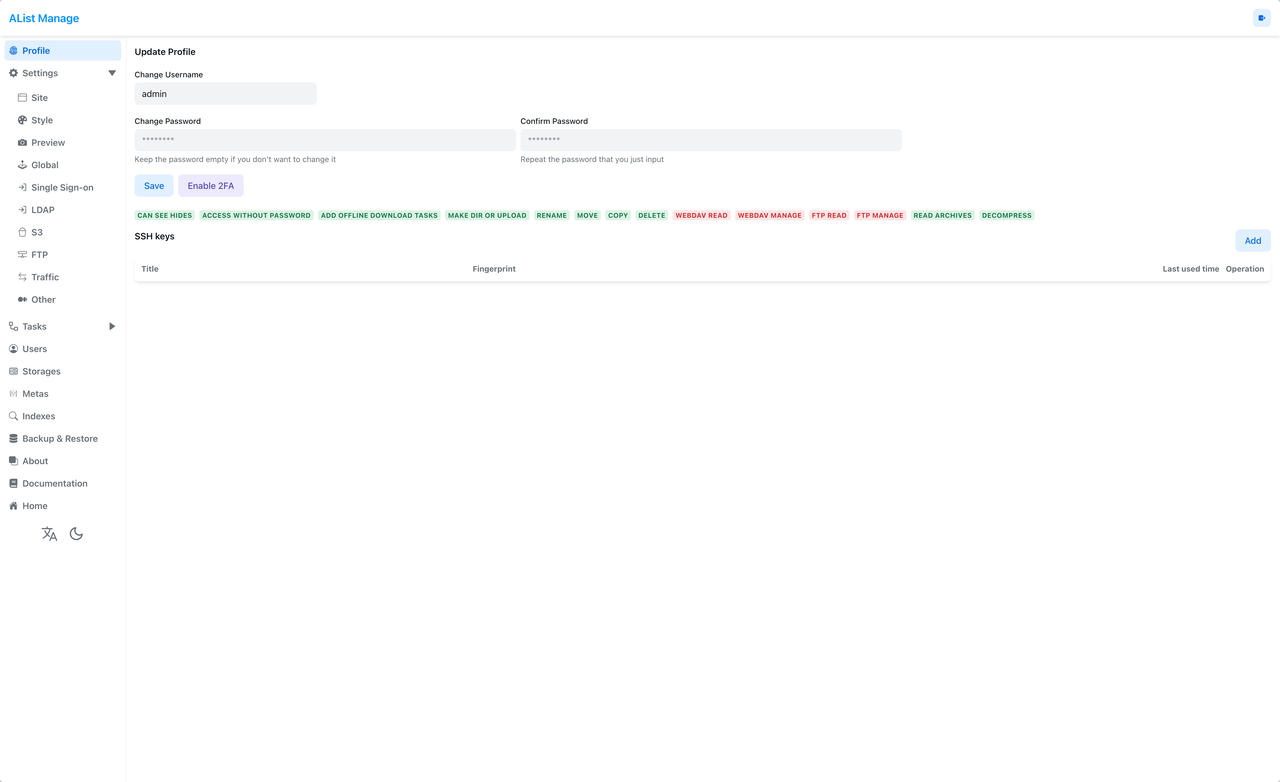 AList Manage
Profile
Settings
Site
Style
Preview
Global
Single Sign-on
LDAP
S3
FTP
Traffic
Other
Tasks
Users
Storages
Metas
Indexes
Backup & Restore
About
Documentation
Home
Update Profile
Change Username
admin
Change Password Confirm Password
******** ********
Keep the password empty if you don't want to change it Repeat the password that you just input
Save Enable 2FA
CAN SEE HIDES ACCESS WITHOUT PASSWORD ADD OFFLINE DOWNLOAD TASKS MAKE DIR OR UPLOAD RENAME MOVE COPY DELETE WEBDAV READ WEBDAV MANAGE FTP READ FTP MANAGE READ ARCHIVES DECOMPRESS
SSH keys
Add
Title Fingerprint Last used time Operation